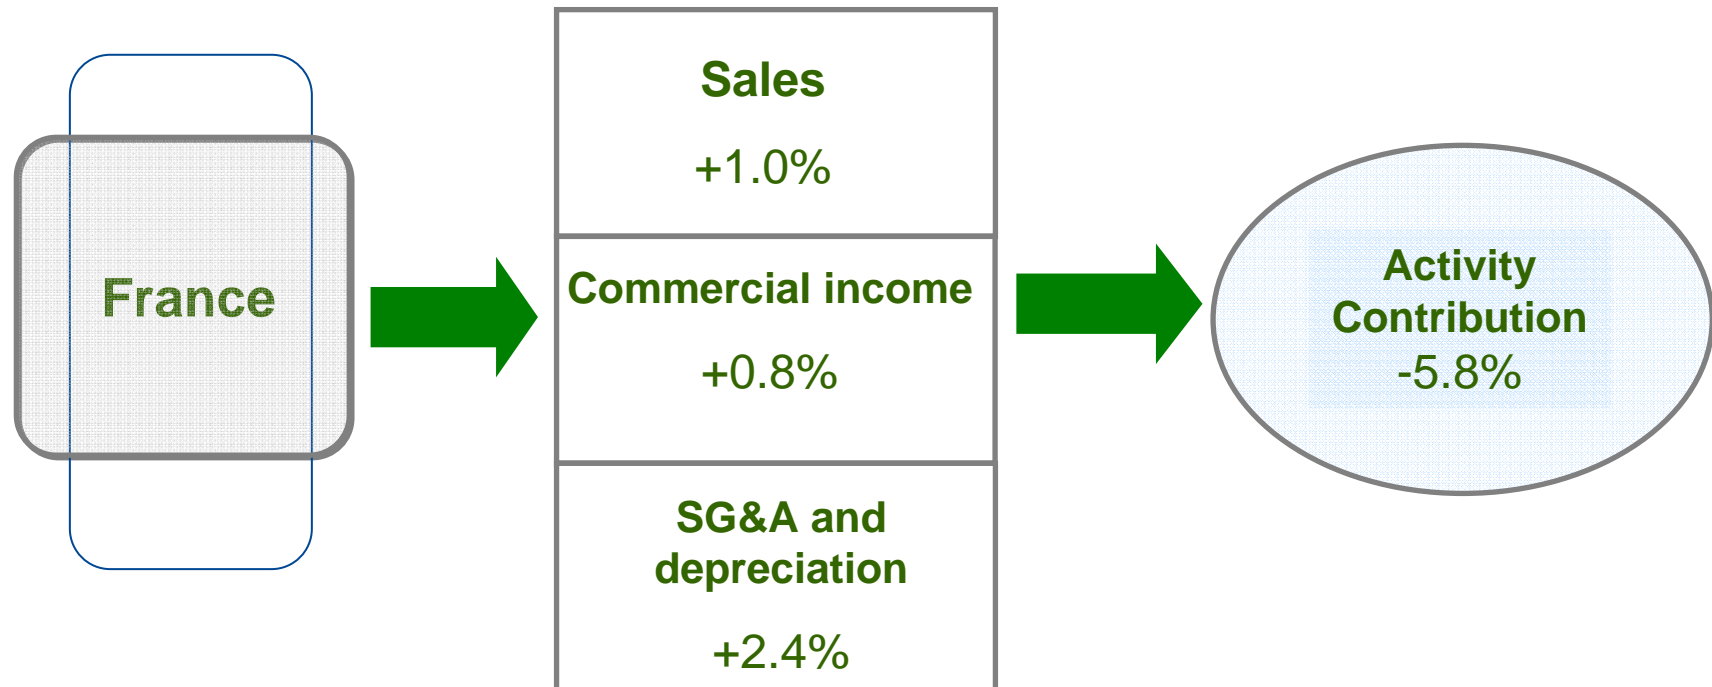 France
Sales
+1.0%
Commercial income
+0.8%
SG&A and
depreciation
+2.4%
Activity
Contribution
-5.8%